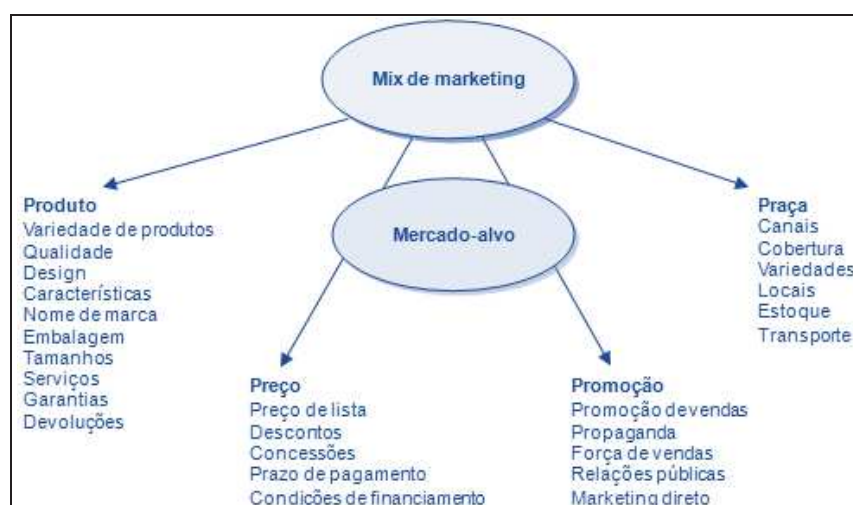 Mix de marketing
Mercado-alvo
Produto
Variedade de produtos
Qualidade
Design
Características
Nome de marca
Embalagem
Tamanhos
Serviços
Garantias
Devoluções
Preço
Preço de lista
Descontos
Concessões
Prazo de pagamento
Condições de financiamento
Promoção
Promoção de vendas
Propaganda
Força de vendas
Relações públicas
Marketing direto
Praça
Canais
Cobertura
Variedades
Locais
Estoque
Transporte